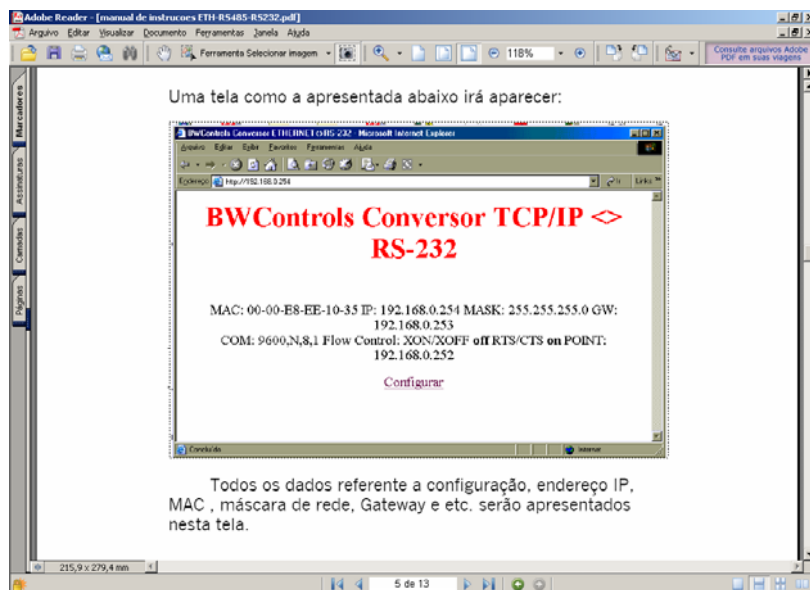 Adobe Reader - [manual de instrucoes ETH-RS485-RS232.pdf]
Arquivo Editar Visualizar Documento Ferramentas Janela Ajuda
Ferramenta Selecionar imagem 118% Consulte arquivos Adobe
PDF em suas viagens
Marcadores
Assinaturas
Camadas
Páginas
Uma tela como a apresentada abaixo irá aparecer:
BWControls Conversor ETHERNET<>RS-232 - Microsoft Internet Explorer
Arquivo Editar Exibir Favoritos Ferramentas Ajuda
Endereço http://192.168.0.254 Ir Links »
BWControls Conversor TCP/IP <>
RS-232
MAC: 00-00-E8-EE-10-35 IP: 192.168.0.254 MASK: 255.255.255.0 GW:
192.168.0.253
COM: 9600,N,8,1 Flow Control: XON/XOFF off RTS/CTS on POINT:
192.168.0.252
Configurar
Concluído Internet
Todos os dados referente a configuração, endereço IP,
MAC , máscara de rede, Gateway e etc. serão apresentados
nesta tela.
215,9 x 279,4 mm
5 de 13